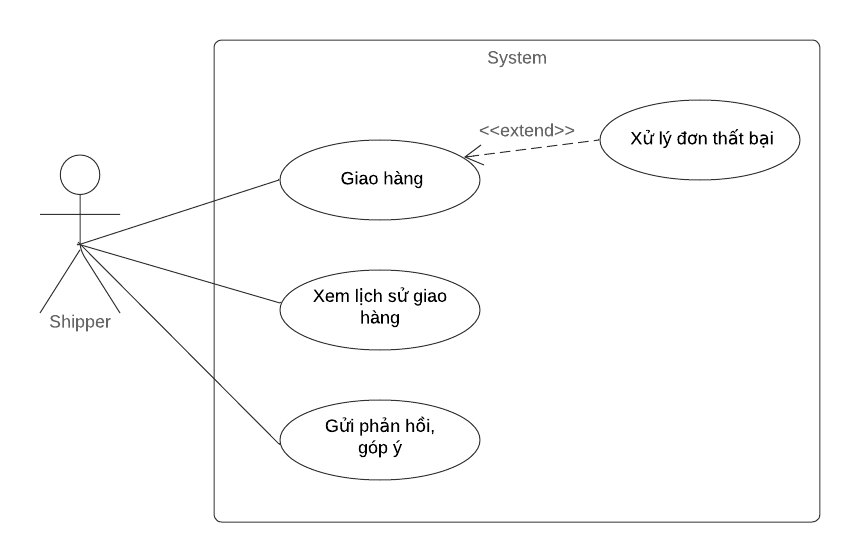 System
<<extend>>
Xử lý đơn thất bại
Giao hàng
Xem lịch sử giao
hàng
Shipper
Gửi phản hồi,
góp ý